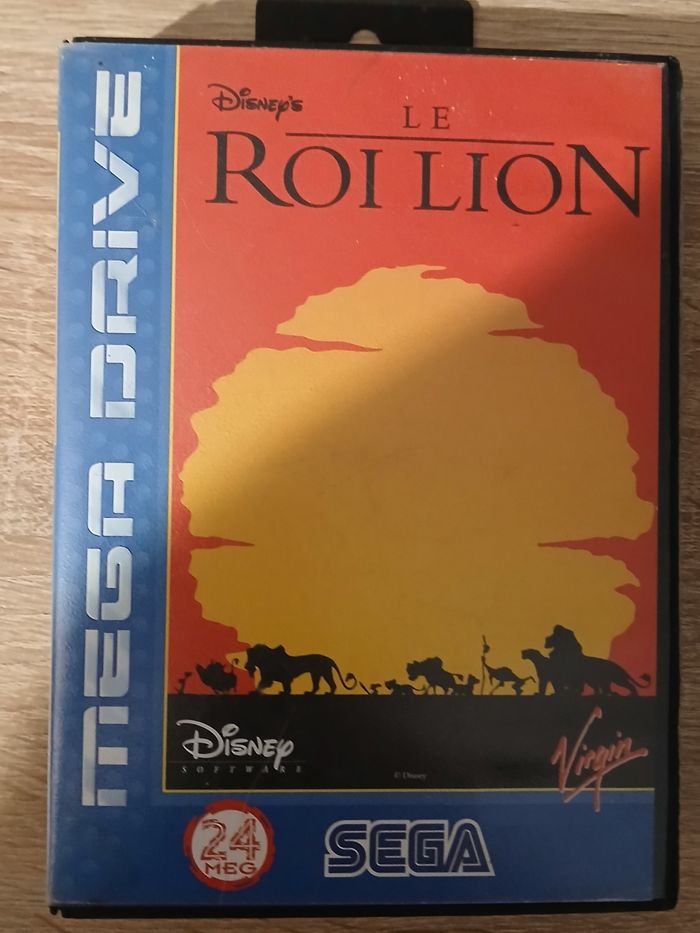 MEGA DRIVE
Disney's
LE
ROI LION
Disney
SOFTWARE
© Disney
Virgin
24
MEG
SEGA